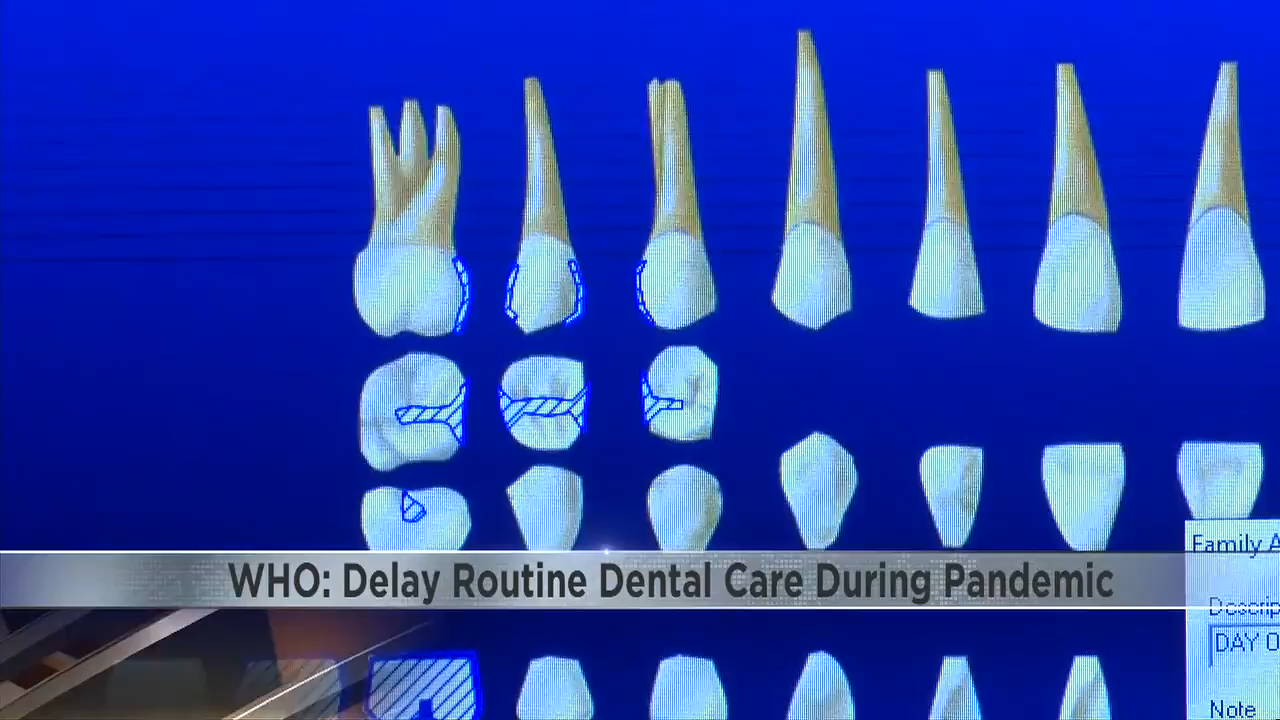 WHO: Delay Routine Dental Care During Pandemic
Family A
Descrip
DAY O
Note